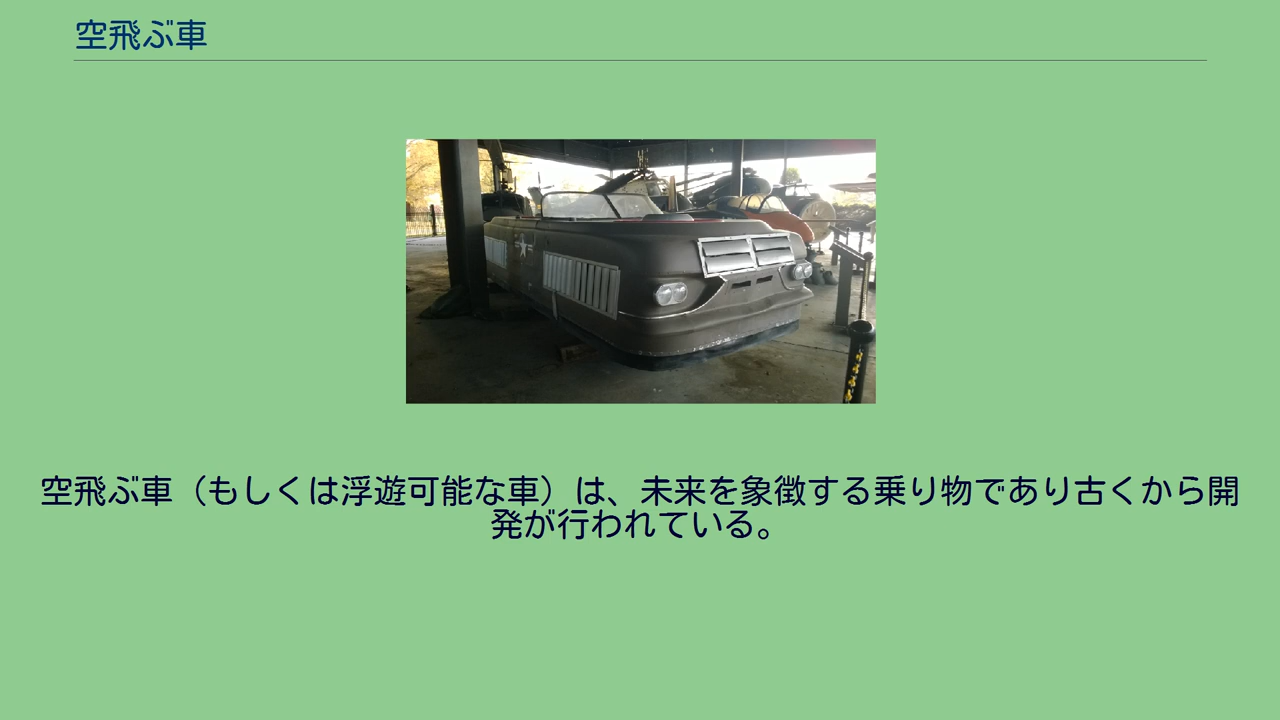 空飛ぶ車
空飛ぶ車（もしくは浮遊可能な車）は、未来を象徴する乗り物であり古くから開
発が行われている。